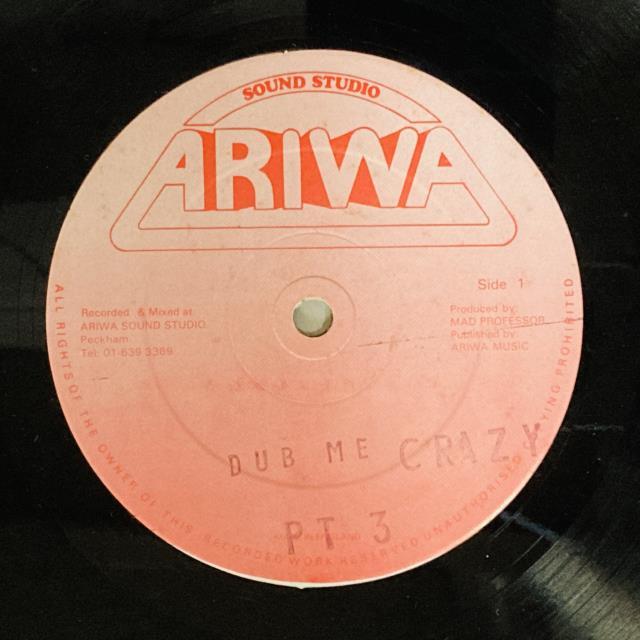 SOUND STUDIO
ARIWA
Side 1
Recorded & Mixed at
ARIWA SOUND STUDIO.
Peckham
Tel: 01-639 3369
Produced by:
MAD PROFESSOR
Published by:
ARIWA MUSIC
DUB ME CRAZY
PT 3
ALL RIGHTS OF THE OWNER OF THIS RECORDED WORK RESERVED UNAUTHORISED COPYING PROHIBITED